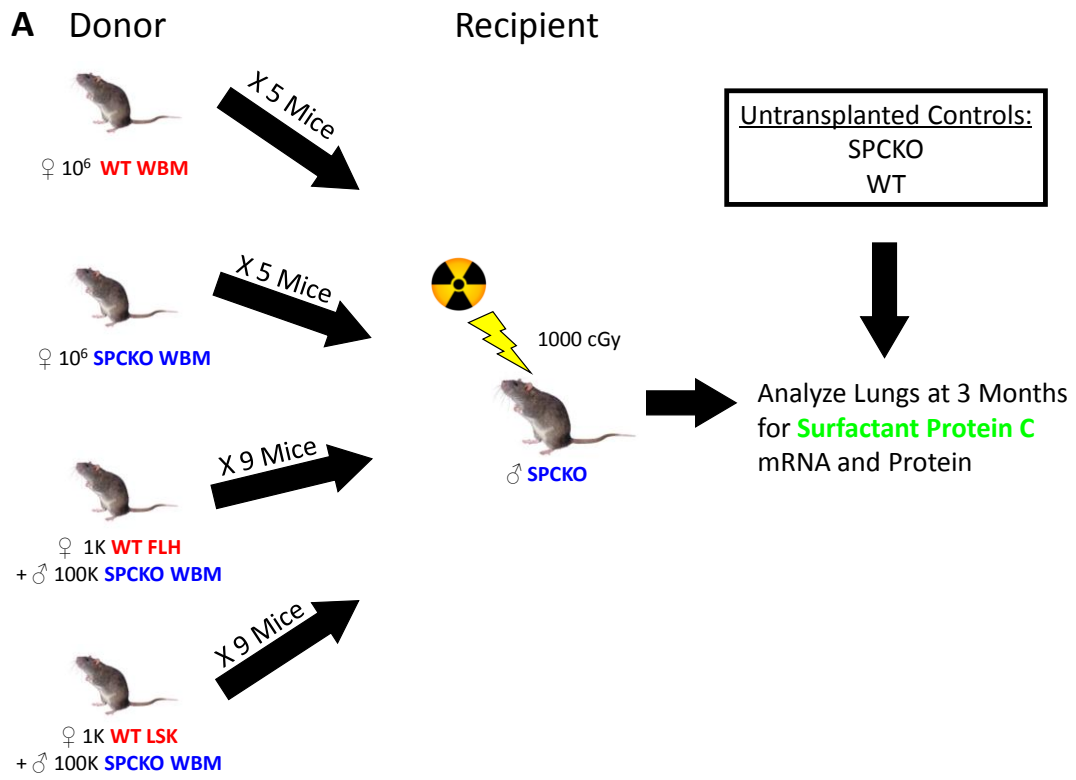 A Donor
Recipient
X 5 Mice
♀ 10⁶ WT WBM
X 5 Mice
♀ 10⁶ SPCKO WBM
X 9 Mice
♀ 1K WT FLH
+ ♂ 100K SPCKO WBM
X 9 Mice
♀ 1K WT LSK
+ ♂ 100K SPCKO WBM
1000 cGy
♂ SPCKO
Untransplanted Controls:
SPCKO
WT
Analyze Lungs at 3 Months
for Surfactant Protein C
mRNA and Protein